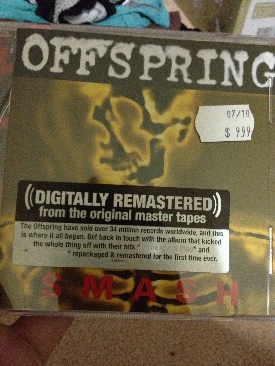 OFFSPRING
07/10
$ 9.99
((DIGITALLY REMASTERED))
from the original master tapes
The Offspring have sold over 34 million records worldwide, and this
is where it all began. Get back in touch with the album that kicked
the whole thing off with their hits " " and
" " repackaged & remastered for the first time ever.
SMASH